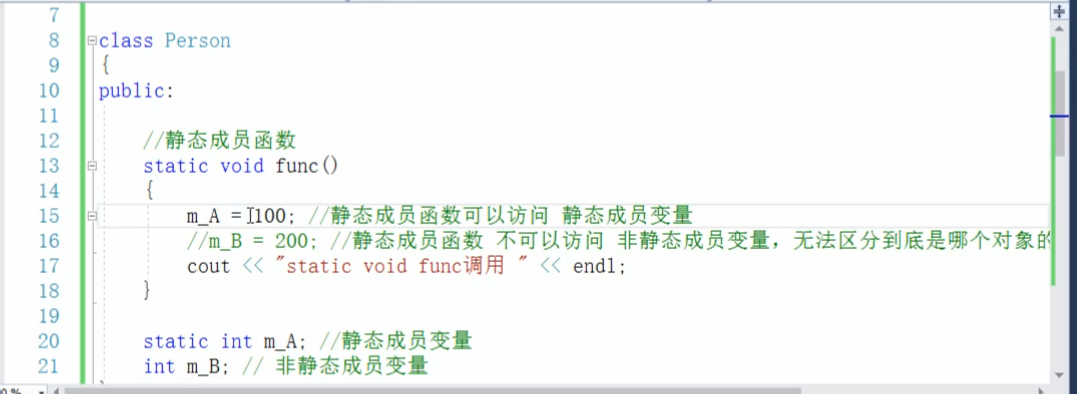 7
8 class Person
9 {
10 public:
11
12 //静态成员函数
13 static void func()
14 {
15 m_A = 100; //静态成员函数可以访问 静态成员变量
16 //m_B = 200; //静态成员函数 不可以访问 非静态成员变量，无法区分到底是哪个对象的
17 cout << "static void func调用 " << endl;
18 }
19
20 static int m_A; //静态成员变量
21 int m_B; // 非静态成员变量